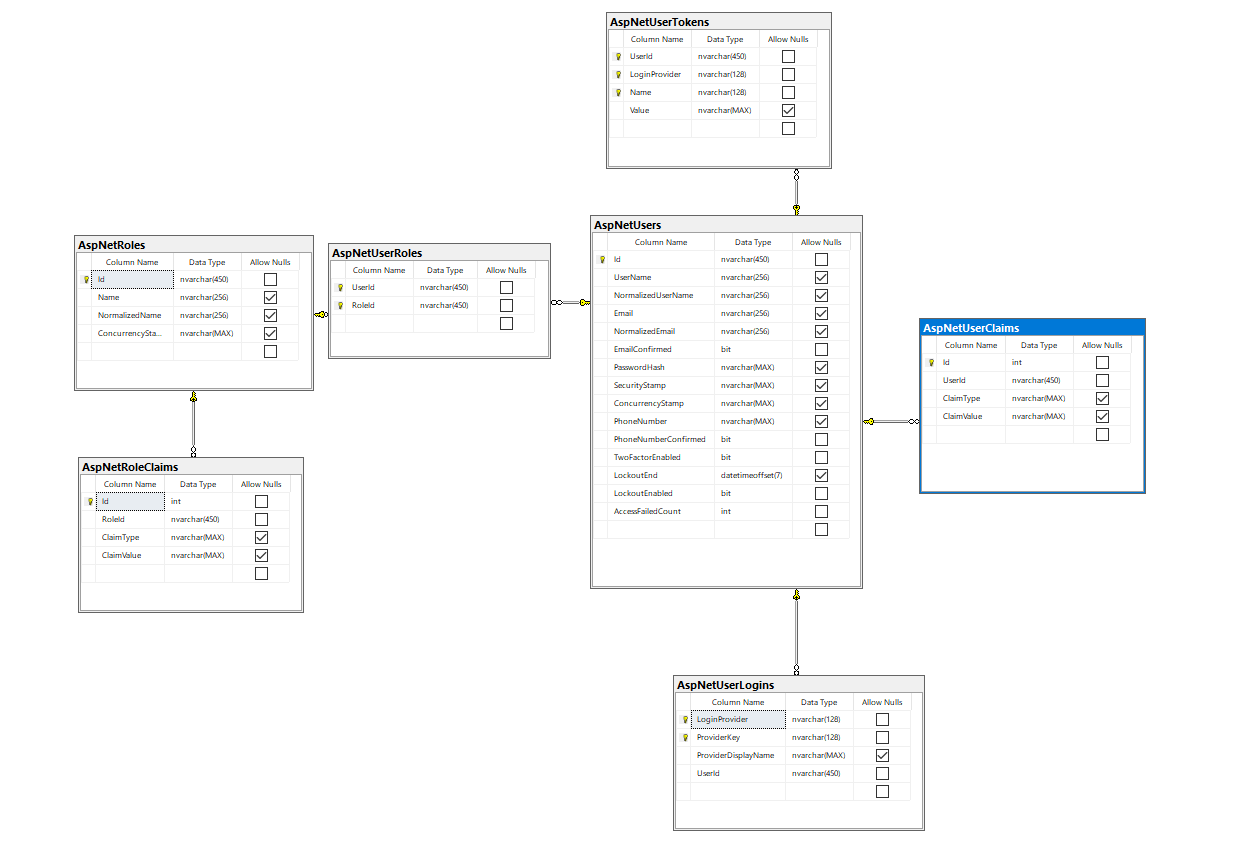 AspNetUserTokens
Column Name Data Type Allow Nulls
UserId nvarchar(450)
LoginProvider nvarchar(128)
Name nvarchar(128)
Value nvarchar(MAX)
AspNetRoles
Column Name Data Type Allow Nulls
Id nvarchar(450)
Name nvarchar(256)
NormalizedName nvarchar(256)
ConcurrencySta... nvarchar(MAX)
AspNetUserRoles
Column Name Data Type Allow Nulls
UserId nvarchar(450)
RoleId nvarchar(450)
AspNetUsers
Column Name Data Type Allow Nulls
Id nvarchar(450)
UserName nvarchar(256)
NormalizedUserName nvarchar(256)
Email nvarchar(256)
NormalizedEmail nvarchar(256)
EmailConfirmed bit
PasswordHash nvarchar(MAX)
SecurityStamp nvarchar(MAX)
ConcurrencyStamp nvarchar(MAX)
PhoneNumber nvarchar(MAX)
PhoneNumberConfirmed bit
TwoFactorEnabled bit
LockoutEnd datetimeoffset(7)
LockoutEnabled bit
AccessFailedCount int
AspNetUserClaims
Column Name Data Type Allow Nulls
Id int
UserId nvarchar(450)
ClaimType nvarchar(MAX)
ClaimValue nvarchar(MAX)
AspNetRoleClaims
Column Name Data Type Allow Nulls
Id int
RoleId nvarchar(450)
ClaimType nvarchar(MAX)
ClaimValue nvarchar(MAX)
AspNetUserLogins
Column Name Data Type Allow Nulls
LoginProvider nvarchar(128)
ProviderKey nvarchar(128)
ProviderDisplayName nvarchar(MAX)
UserId nvarchar(450)